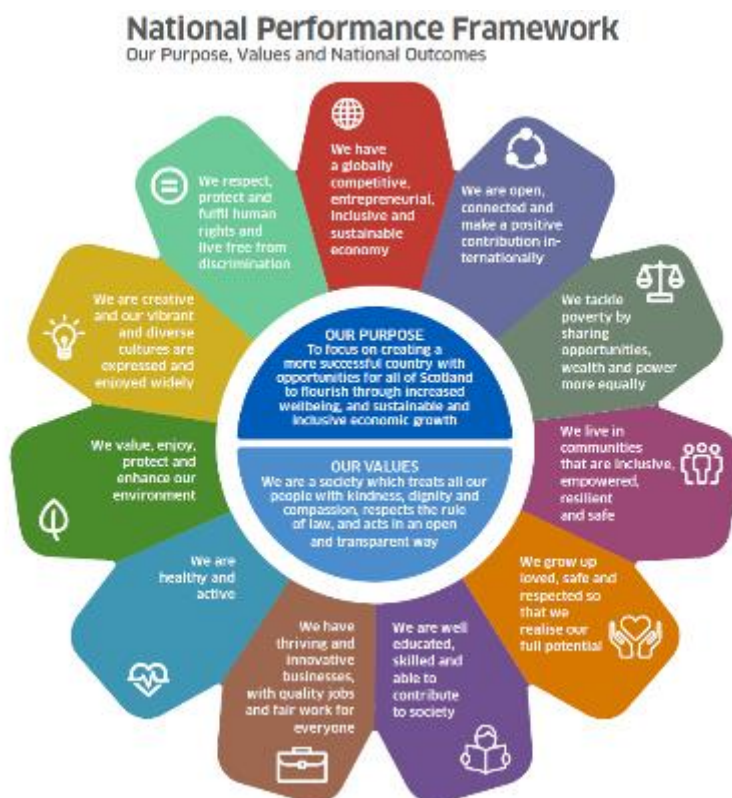 National Performance Framework
Our Purpose, Values and National Outcomes
We have
a globally
competitive,
entrepreneurial,
inclusive and
sustainable
economy
We are open,
connected and
make a positive
contribution in-
ternationally
We tackle
poverty by
sharing
opportunities,
wealth and power
more equally
We live in
communities
that are inclusive,
empowered,
resilient
and safe
We grow up
loved, safe and
respected so
that we
realise our
full potential
We are well
educated,
skilled and
able to
contribute
to society
We have
thriving and
innovative
businesses,
with quality jobs
and fair work for
everyone
We are
healthy and
active
We value, enjoy,
protect and
enhance our
environment
We are creative
and our vibrant
and diverse
cultures are
expressed and
enjoyed widely
We respect,
protect and
fulfil human
rights and
live free from
discrimination
OUR PURPOSE
To focus on creating a
more successful country with
opportunities for all of Scotland
to flourish through increased
wellbeing, and sustainable and
inclusive economic growth
OUR VALUES
We are a society which treats all our
people with kindness, dignity and
compassion, respects the rule
of law, and acts in an open
and transparent way